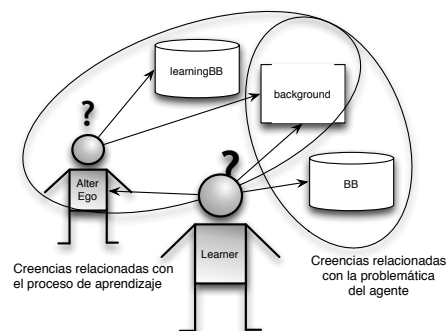 learningBB
background
?
?
Alter
Ego
BB
Learner
Creencias relacionadas con
el proceso de aprendizaje
Creencias relacionadas
con la problemática
del agente